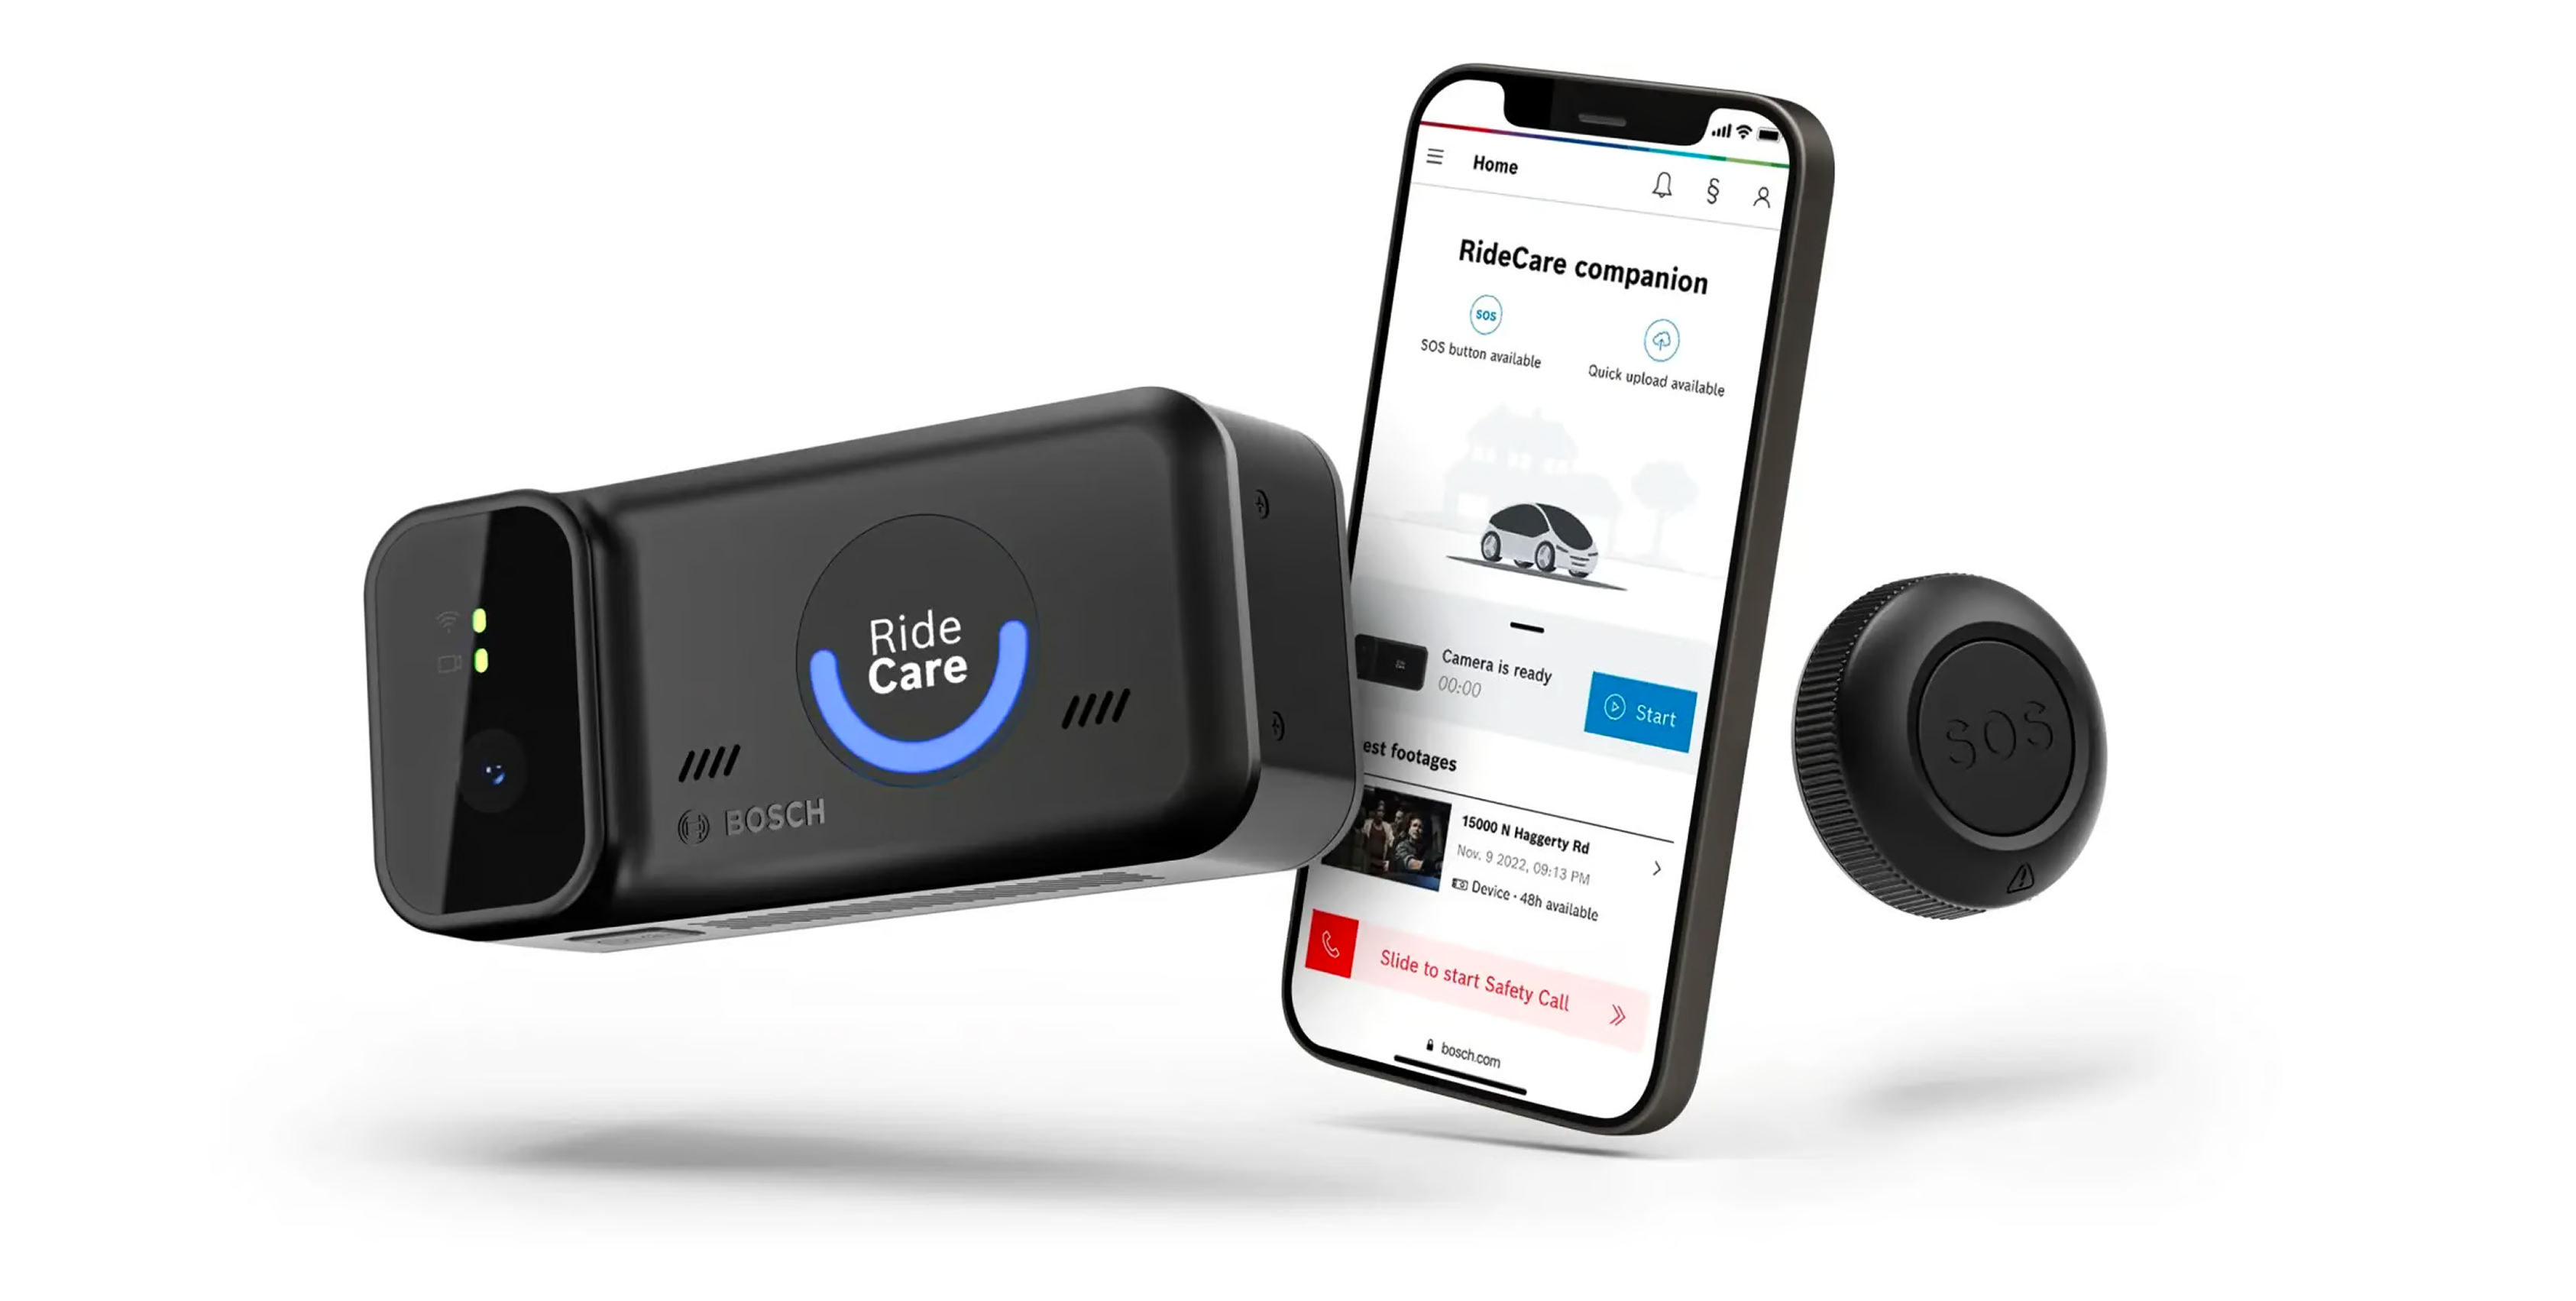 Ride
Care
BOSCH
Home
§
RideCare companion
SOS
SOS button available
Quick upload available
Camera is ready
00:00
Start
est footages
15000 N Haggerty Rd
Nov. 9 2022, 09:13 PM
Device · 48h available
Slide to start Safety Call
bosch.com
SOS